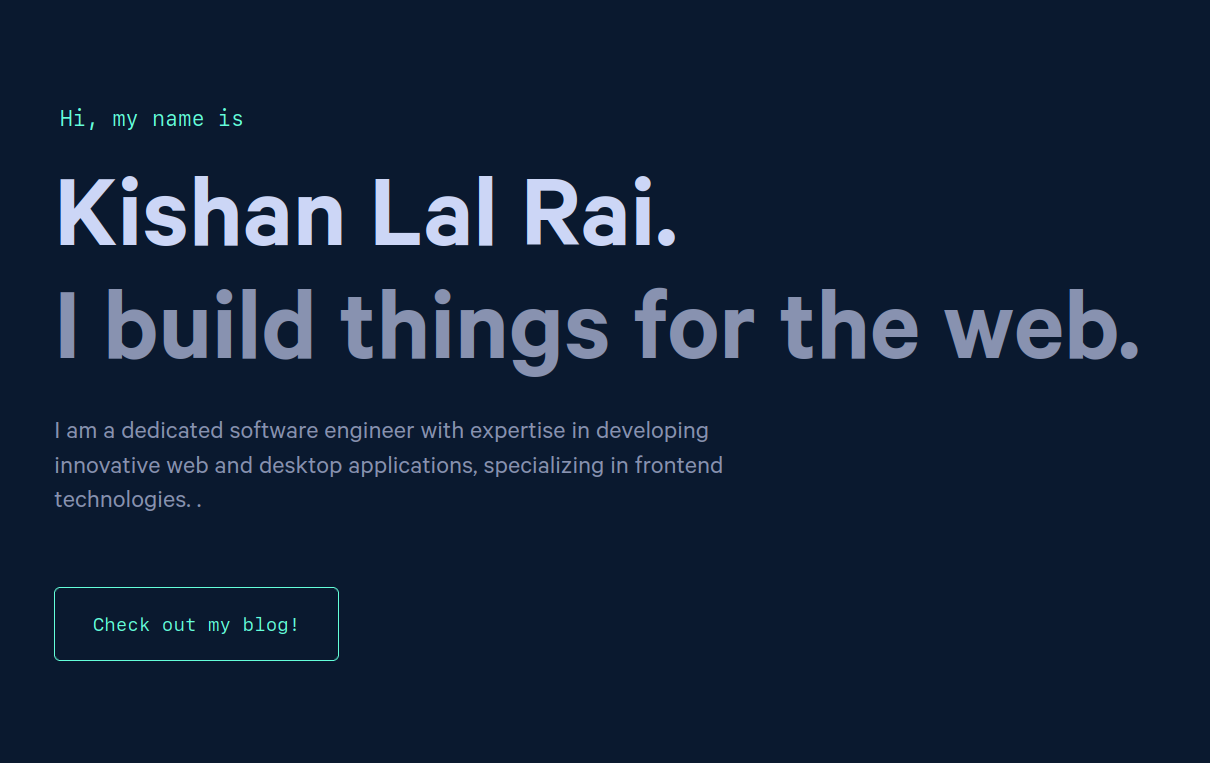 Hi, my name is
Kishan Lal Rai.
I build things for the web.
I am a dedicated software engineer with expertise in developing
innovative web and desktop applications, specializing in frontend
technologies. .
Check out my blog!